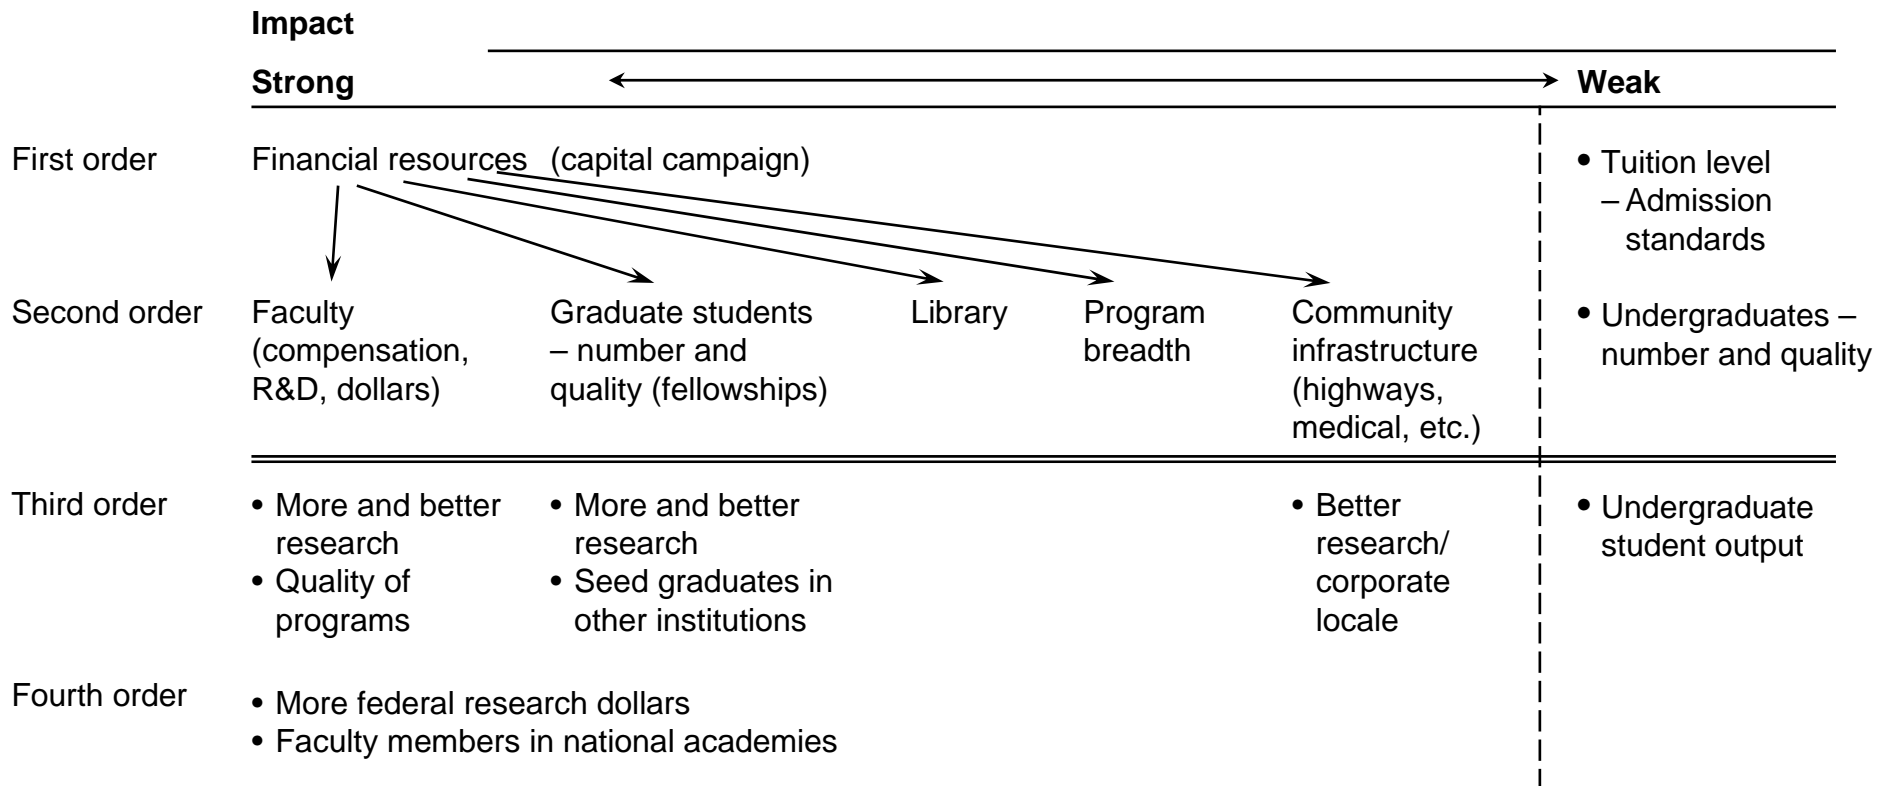 Impact
Strong
Weak
First order
Financial resources (capital campaign)
• Tuition level
– Admission
standards
Second order
Faculty
(compensation,
R&D, dollars)
Graduate students
– number and
quality (fellowships)
Library
Program
breadth
Community
infrastructure
(highways,
medical, etc.)
• Undergraduates –
number and quality
Third order
• More and better
research
• Quality of
programs
• More and better
research
• Seed graduates in
other institutions
• Better
research/
corporate
locale
• Undergraduate
student output
Fourth order
• More federal research dollars
• Faculty members in national academies